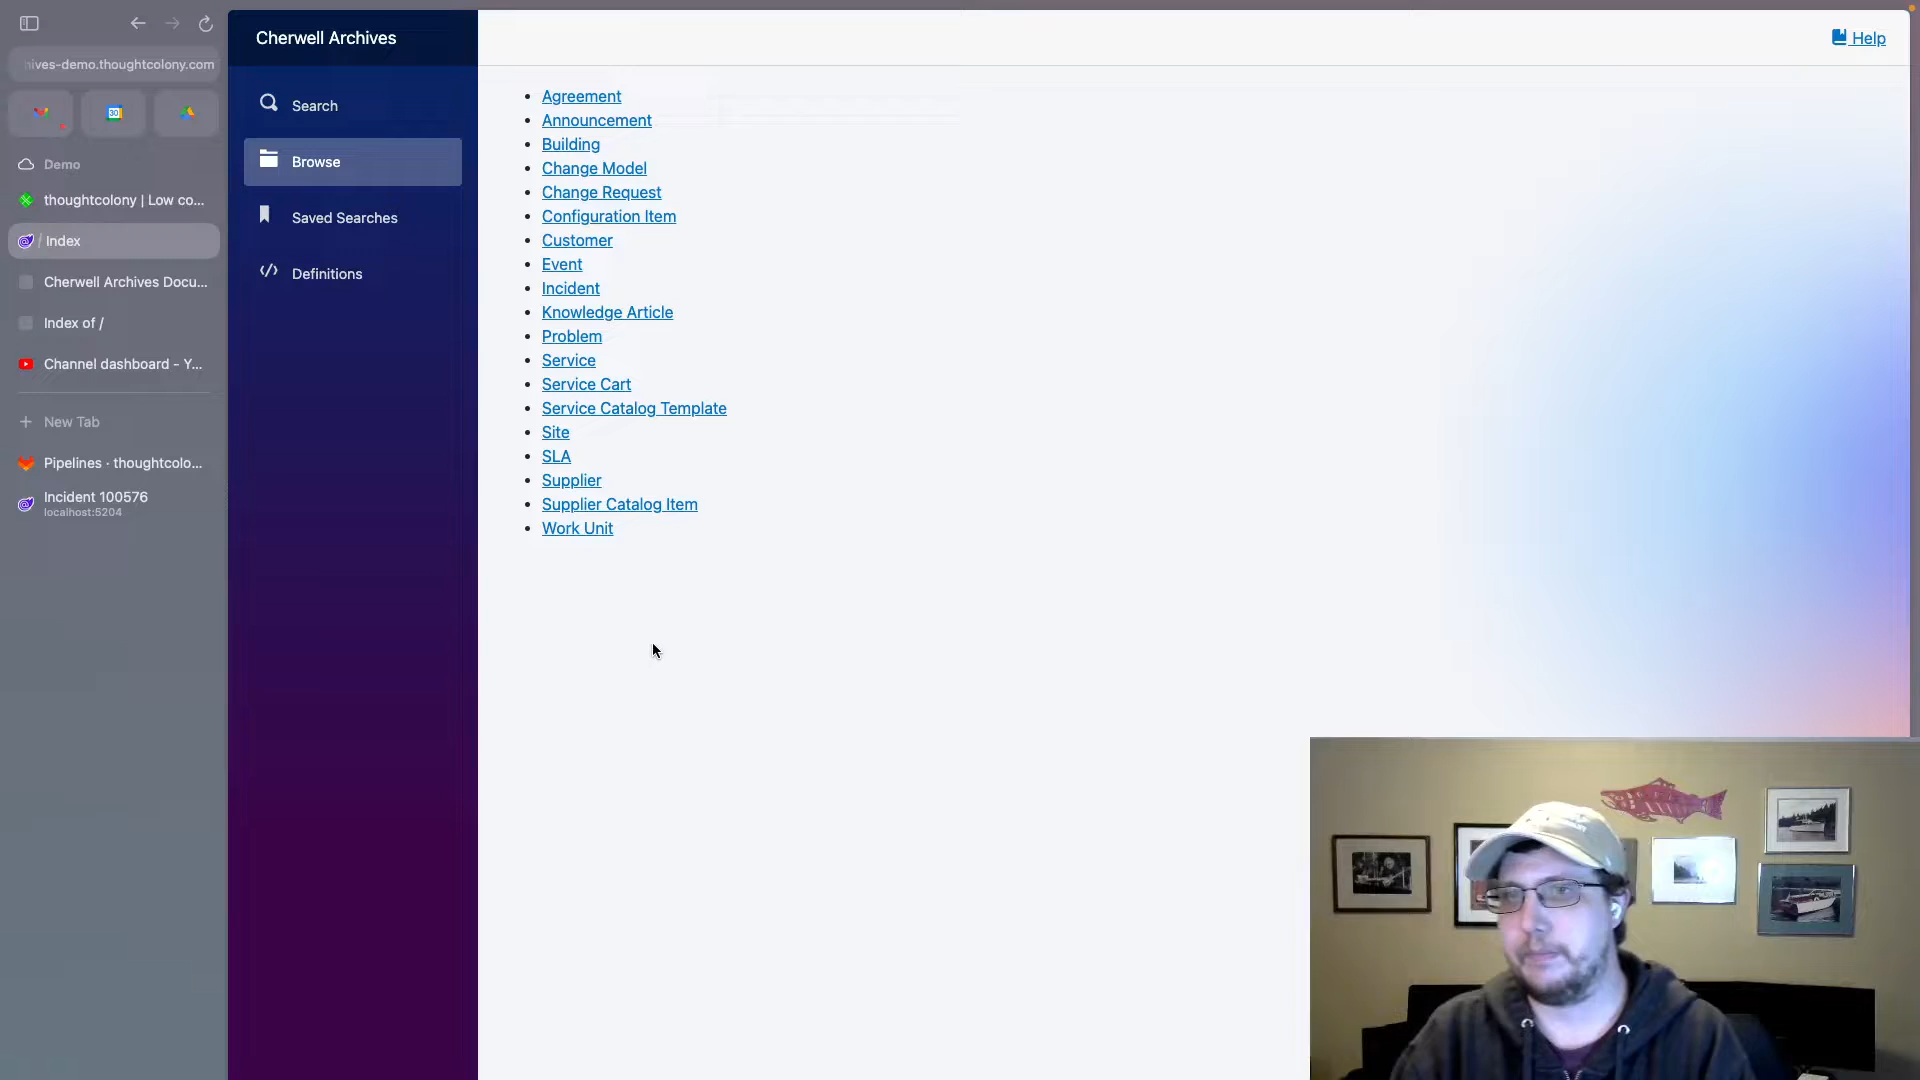 ives-demo.thoughtcolony.com
30
Demo
thoughtcolony | Low co...
/ Index
Cherwell Archives Docu...
Index of /
Channel dashboard - Y...
New Tab
Pipelines · thoughtcolo...
Incident 100576
localhost:5204
Cherwell Archives
Search
Browse
Saved Searches
Definitions
Help
Agreement
Announcement
Building
Change Model
Change Request
Configuration Item
Customer
Event
Incident
Knowledge Article
Problem
Service
Service Cart
Service Catalog Template
Site
SLA
Supplier
Supplier Catalog Item
Work Unit